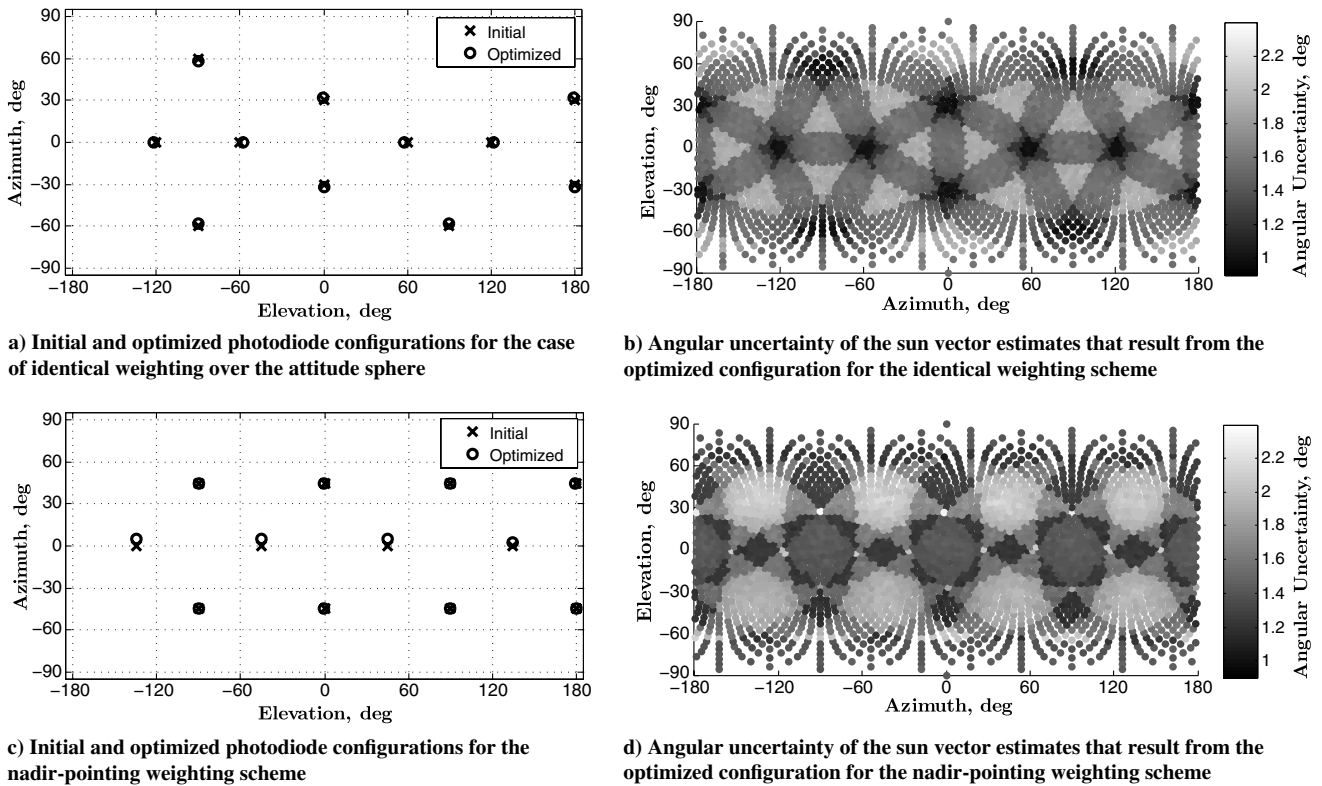 90
60
30
0
−30
−60
−90
Azimuth, deg
Initial
Optimized
−180 −120 −60 0 60 120 180
Elevation, deg
a) Initial and optimized photodiode configurations for the case
of identical weighting over the attitude sphere
90
60
30
0
−30
−60
−90
Elevation, deg
−180 −120 −60 0 60 120 180
Azimuth, deg
2.2
2
1.8
1.6
1.4
1.2
1
Angular Uncertainty, deg
b) Angular uncertainty of the sun vector estimates that result from the
optimized configuration for the identical weighting scheme
90
60
30
0
−30
−60
−90
Azimuth, deg
Initial
Optimized
−180 −120 −60 0 60 120 180
Elevation, deg
c) Initial and optimized photodiode configurations for the
nadir-pointing weighting scheme
90
60
30
0
−30
−60
−90
Elevation, deg
−180 −120 −60 0 60 120 180
Azimuth, deg
2.2
2
1.8
1.6
1.4
1.2
1
Angular Uncertainty, deg
d) Angular uncertainty of the sun vector estimates that result from the
optimized configuration for the nadir-pointing weighting scheme